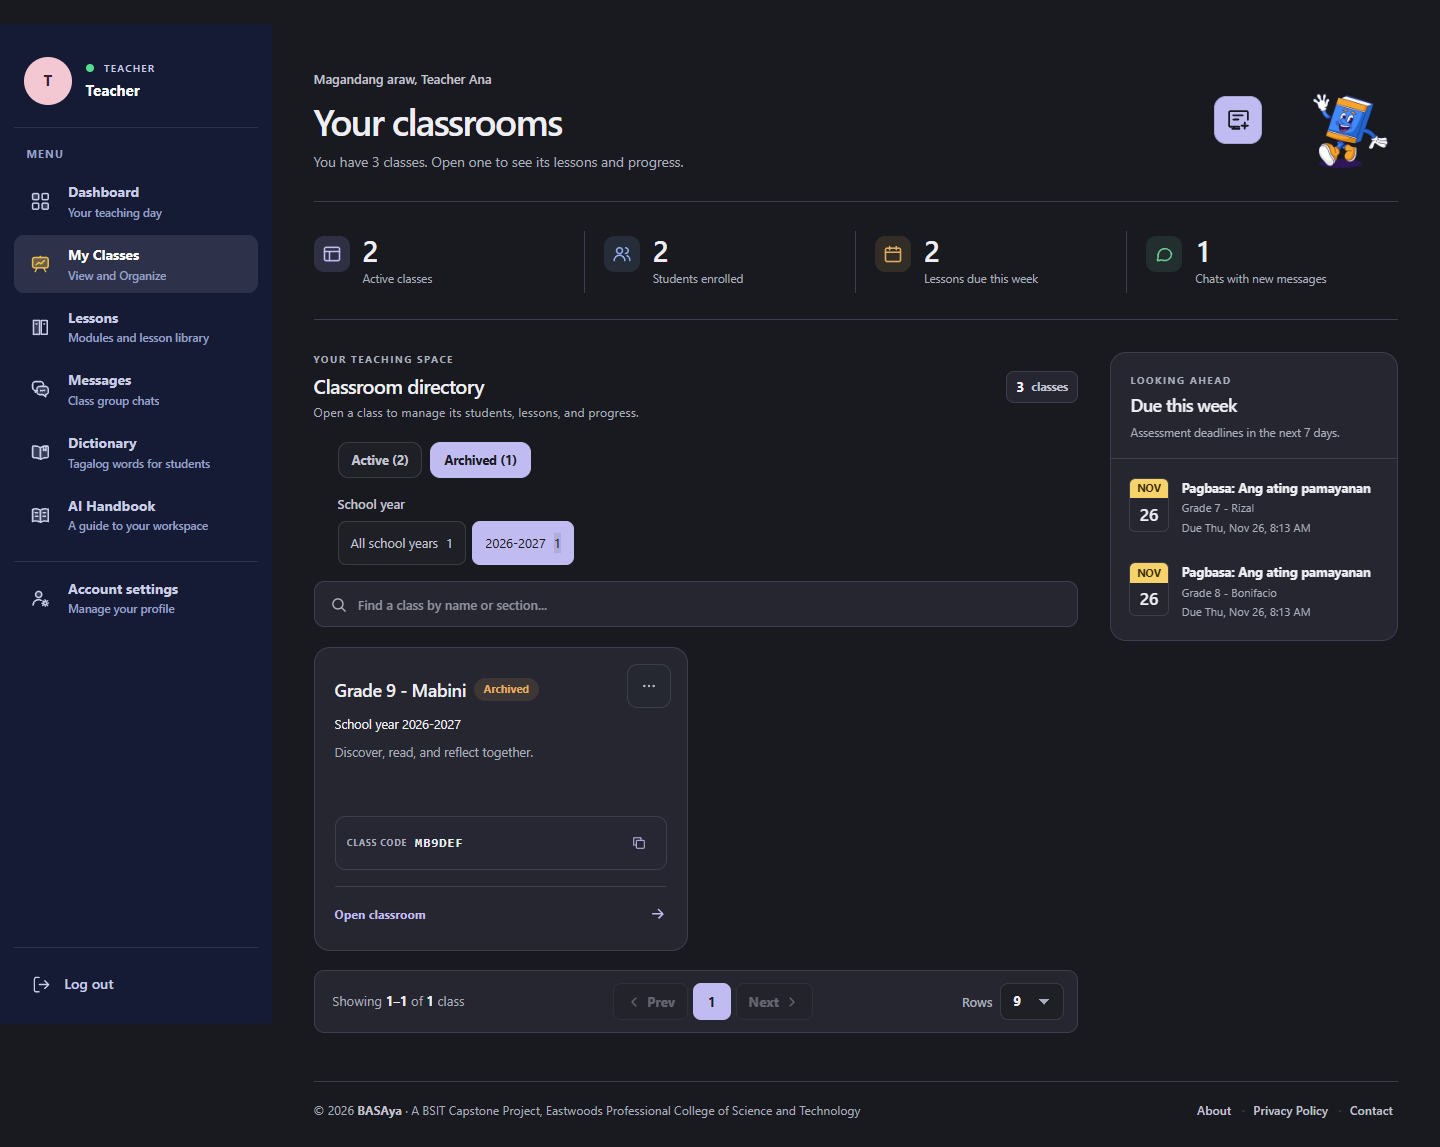 T
TEACHER
Teacher
MENU
Dashboard
Your teaching day
My Classes
View and Organize
Lessons
Modules and lesson library
Messages
Class group chats
Dictionary
Tagalog words for students
AI Handbook
A guide to your workspace
Account settings
Manage your profile
Log out
Magandang araw, Teacher Ana
Your classrooms
You have 3 classes. Open one to see its lessons and progress.
2
Active classes
2
Students enrolled
2
Lessons due this week
1
Chats with new messages
YOUR TEACHING SPACE
Classroom directory
Open a class to manage its students, lessons, and progress.
3 classes
Active (2)
Archived (1)
School year
All school years 1
2026-2027 1
Find a class by name or section...
Grade 9 - Mabini
Archived
School year 2026-2027
Discover, read, and reflect together.
CLASS CODE MB9DEF
Open classroom
Showing 1–1 of 1 class
Prev
1
Next
Rows
9
LOOKING AHEAD
Due this week
Assessment deadlines in the next 7 days.
NOV
26
Pagbasa: Ang ating pamayanan
Grade 7 - Rizal
Due Thu, Nov 26, 8:13 AM
NOV
26
Pagbasa: Ang ating pamayanan
Grade 8 - Bonifacio
Due Thu, Nov 26, 8:13 AM
© 2026 BASAya · A BSIT Capstone Project, Eastwoods Professional College of Science and Technology
About · Privacy Policy · Contact